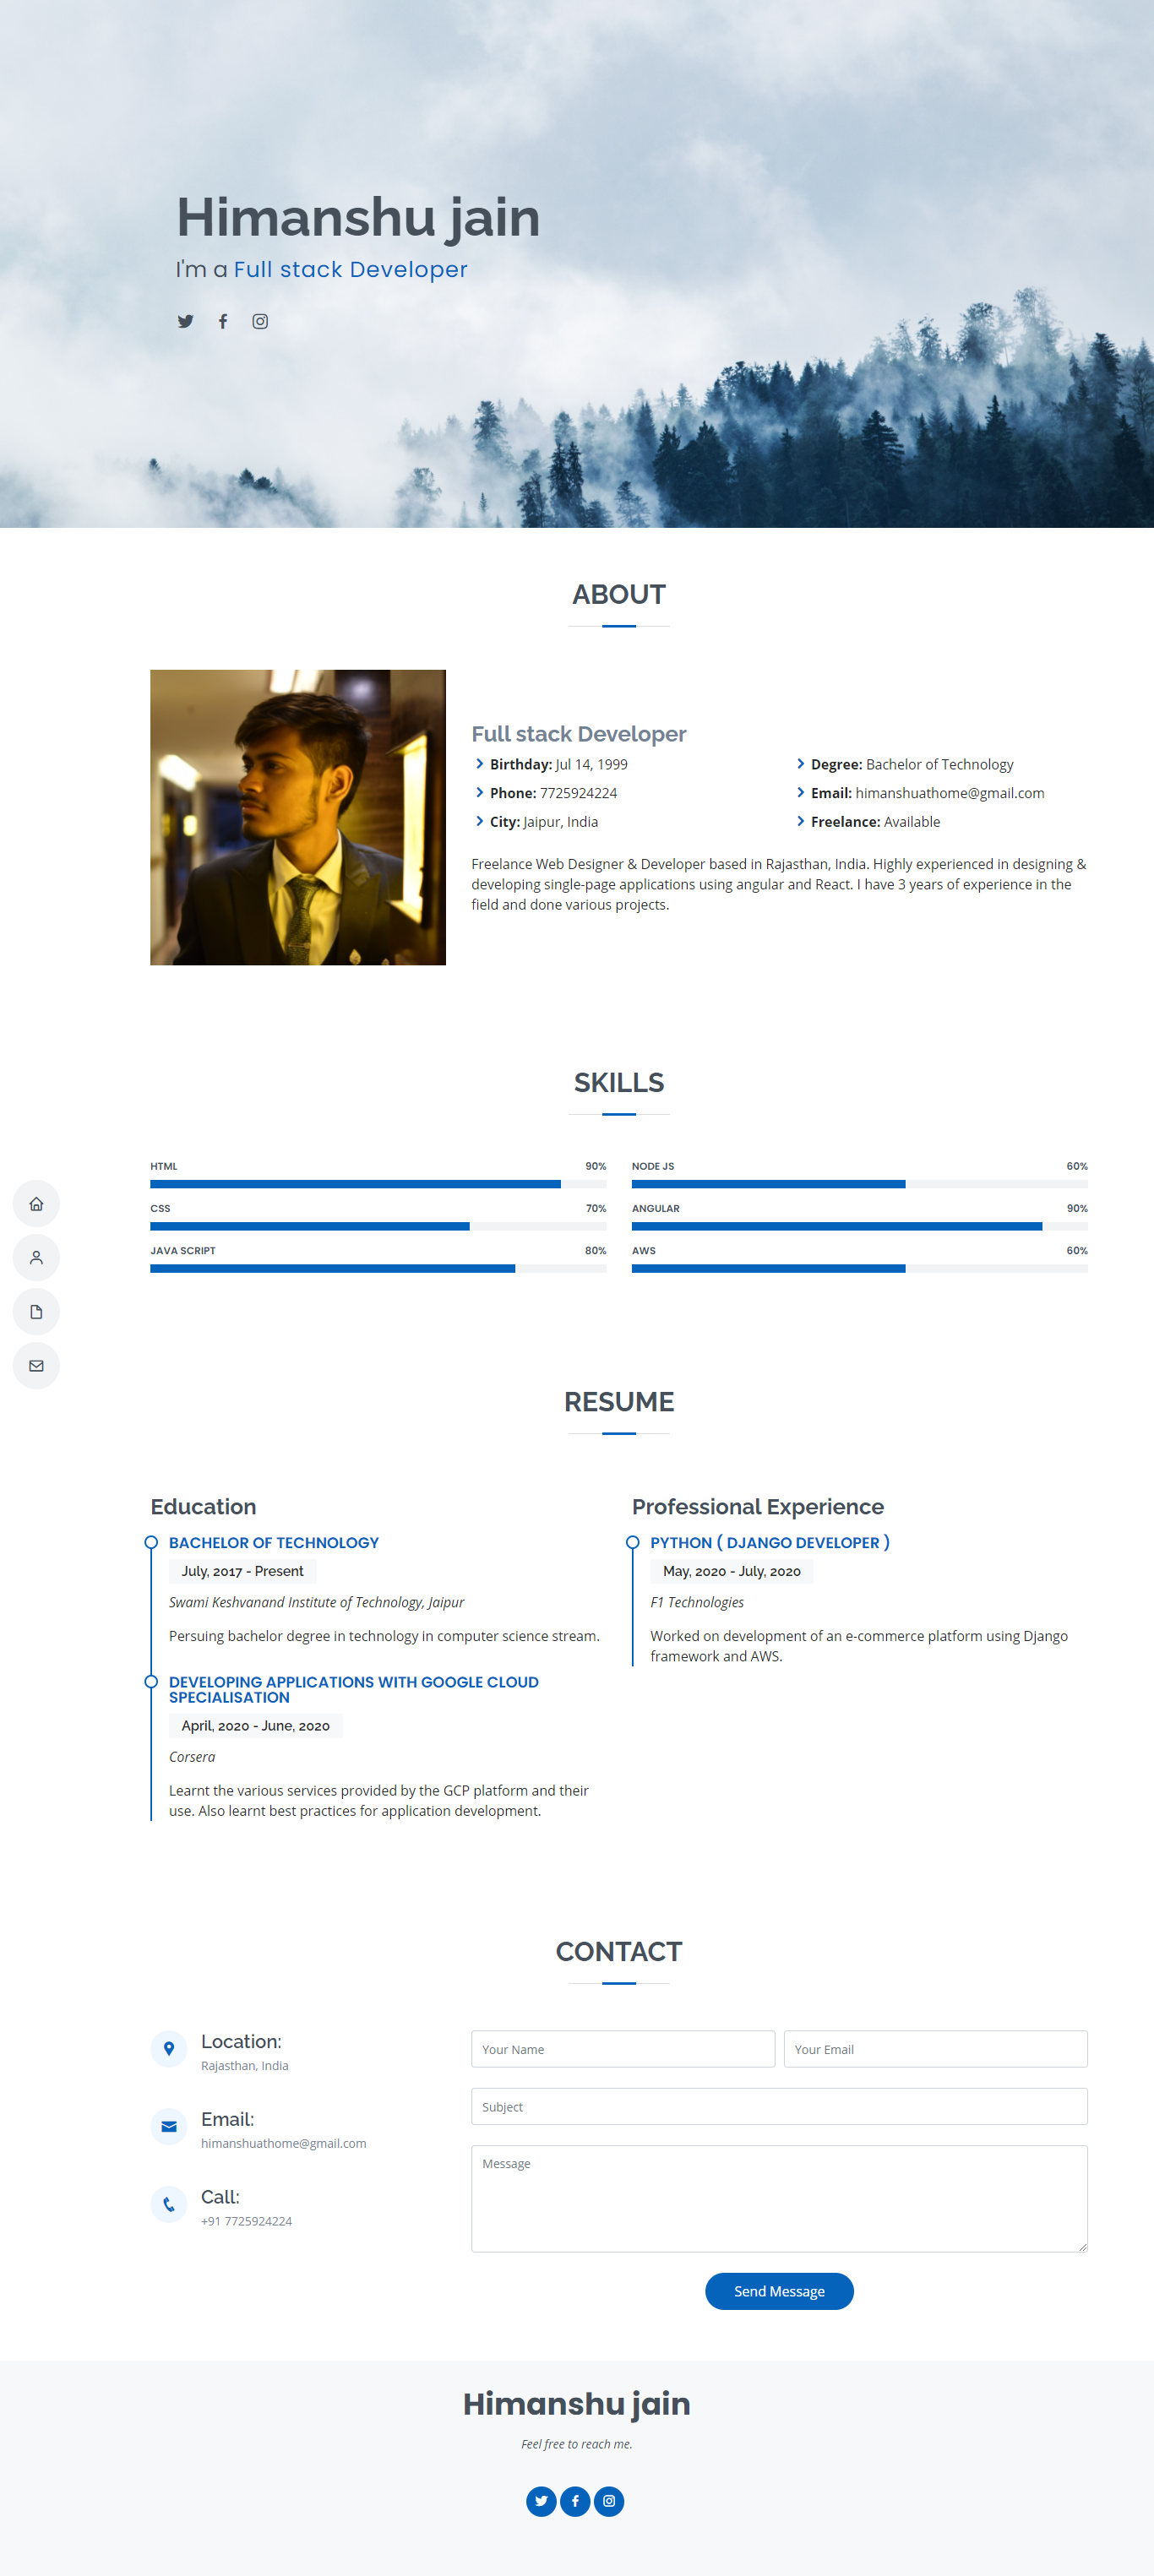 Himanshu jain
I'm a Full stack Developer
ABOUT
Full stack Developer
Birthday: Jul 14, 1999
Phone: 7725924224
City: Jaipur, India
Degree: Bachelor of Technology
Email: himanshuathome@gmail.com
Freelance: Available
Freelance Web Designer & Developer based in Rajasthan, India. Highly experienced in designing &
developing single-page applications using angular and React. I have 3 years of experience in the
field and done various projects.
SKILLS
HTML 90%
CSS 70%
JAVA SCRIPT 80%
NODE JS 60%
ANGULAR 90%
AWS 60%
RESUME
Education
BACHELOR OF TECHNOLOGY
July, 2017 - Present
Swami Keshvanand Institute of Technology, Jaipur
Persuing bachelor degree in technology in computer science stream.
DEVELOPING APPLICATIONS WITH GOOGLE CLOUD
SPECIALISATION
April, 2020 - June, 2020
Corsera
Learnt the various services provided by the GCP platform and their
use. Also learnt best practices for application development.
Professional Experience
PYTHON ( DJANGO DEVELOPER )
May, 2020 - July, 2020
F1 Technologies
Worked on development of an e-commerce platform using Django
framework and AWS.
CONTACT
Location:
Rajasthan, India
Email:
himanshuathome@gmail.com
Call:
+91 7725924224
Your Name
Your Email
Subject
Message
Send Message
Himanshu jain
Feel free to reach me.